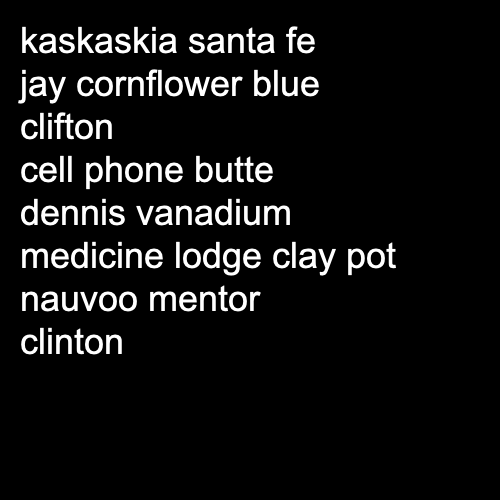 kaskaskia santa fe
jay cornflower blue
clifton
cell phone butte
dennis vanadium
medicine lodge clay pot
nauvoo mentor
clinton